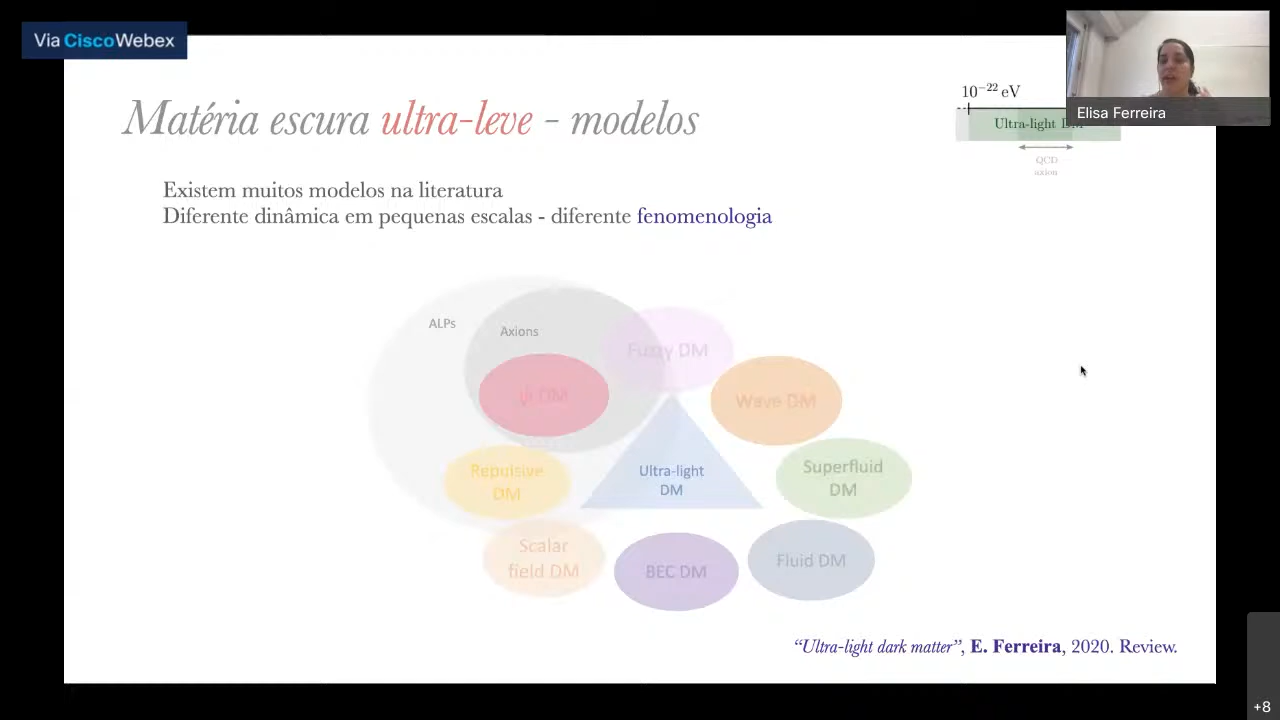 Via Cisco Webex
Matéria escura ultra-leve - modelos
10⁻²² eV
Ultra-light DM
QCD
axion
Elisa Ferreira
Existem muitos modelos na literatura
Diferente dinâmica em pequenas escalas - diferente fenomenologia
ALPs
Axions
Fuzzy DM
ψ DM
Wave DM
Repulsive
DM
Ultra-light
DM
Superfluid
DM
Scalar
field DM
BEC DM
Fluid DM
“Ultra-light dark matter”, E. Ferreira, 2020. Review.
+8